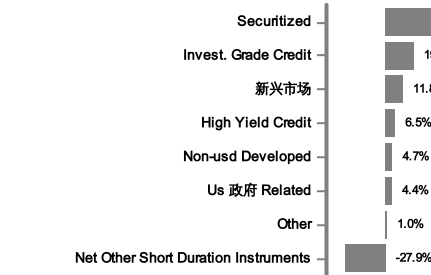 Securitized
Invest. Grade Credit
新兴市场
High Yield Credit 6.5%
Non-usd Developed 4.7%
Us 政府 Related 4.4%
Other 1.0%
Net Other Short Duration Instruments -27.9%